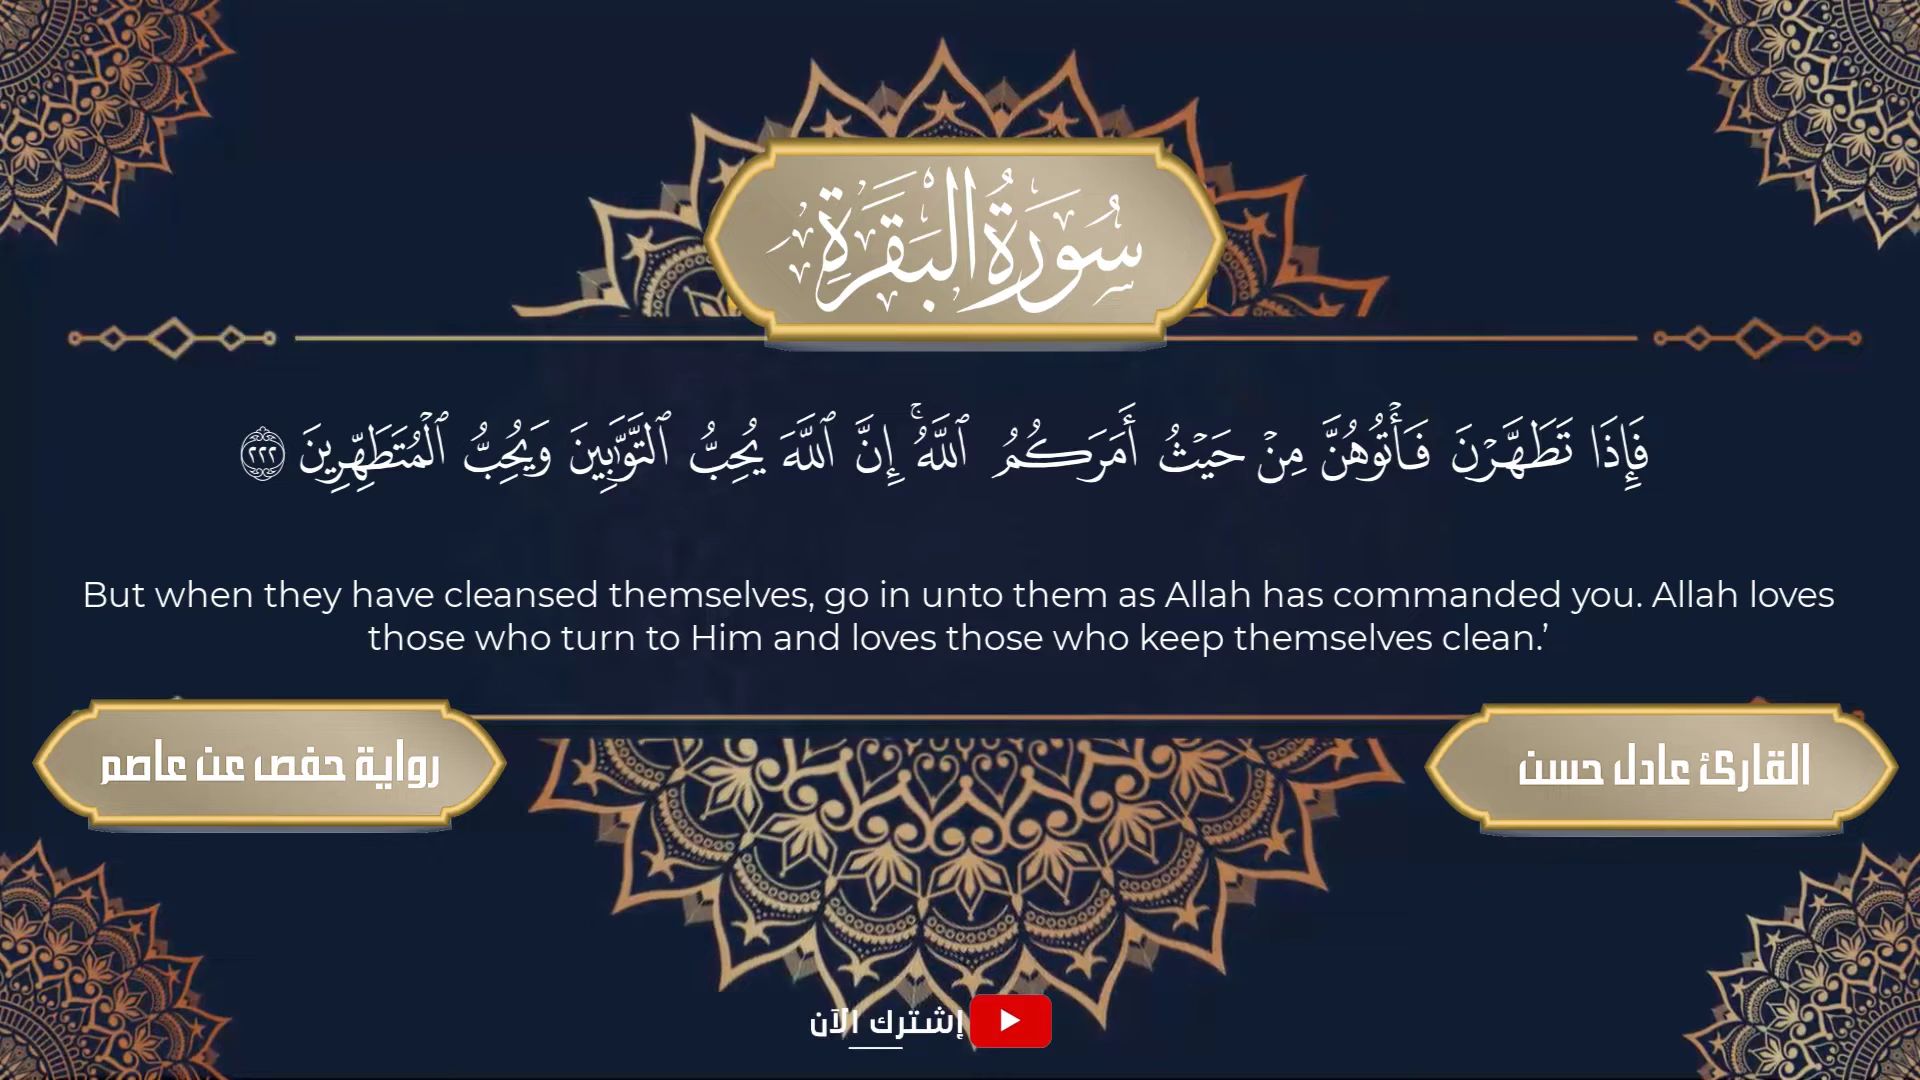 سُورَةُ البَقَرَةِ
فَإِذَا تَطَهَّرۡنَ فَأۡتُوهُنَّ مِنۡ حَيۡثُ أَمَرَكُمُ ٱللَّهُۚ إِنَّ ٱللَّهَ يُحِبُّ ٱلتَّوَّٰبِينَ وَيُحِبُّ ٱلۡمُتَطَهِّرِينَ ٢٢٢
But when they have cleansed themselves, go in unto them as Allah has commanded you. Allah loves
those who turn to Him and loves those who keep themselves clean.’
القارئ عادل حسن
رواية حفص عن عاصم
إشترك الآن